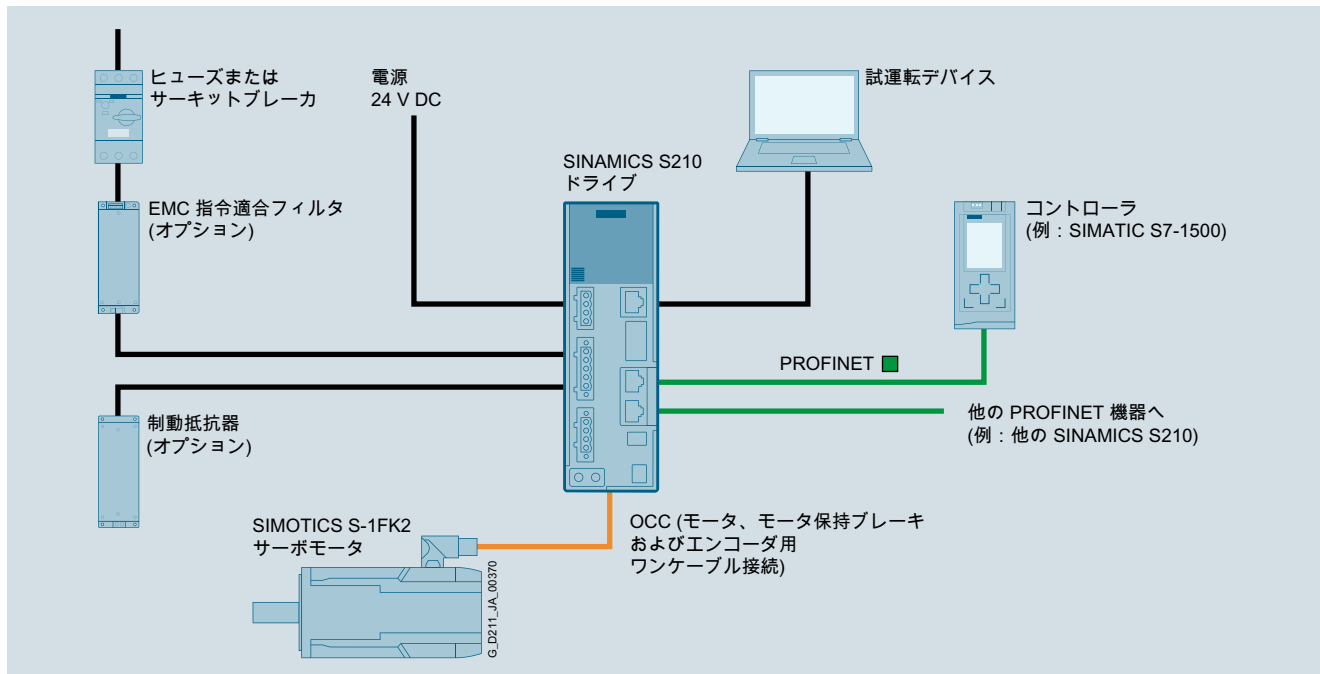 ヒューズまたは
サーキットブレーカ
電源
24 V DC
試運転デバイス
SINAMICS S210
ドライブ
EMC 指令適合フィルタ
(オプション)
コントローラ
(例：SIMATIC S7-1500)
PROFINET
制動抵抗器
(オプション)
他の PROFINET 機器へ
(例：他の SINAMICS S210)
SIMOTICS S-1FK2
サーボモータ
OCC (モータ、モータ保持ブレーキ
およびエンコーダ用
ワンケーブル接続)
G_D211_JA_00370